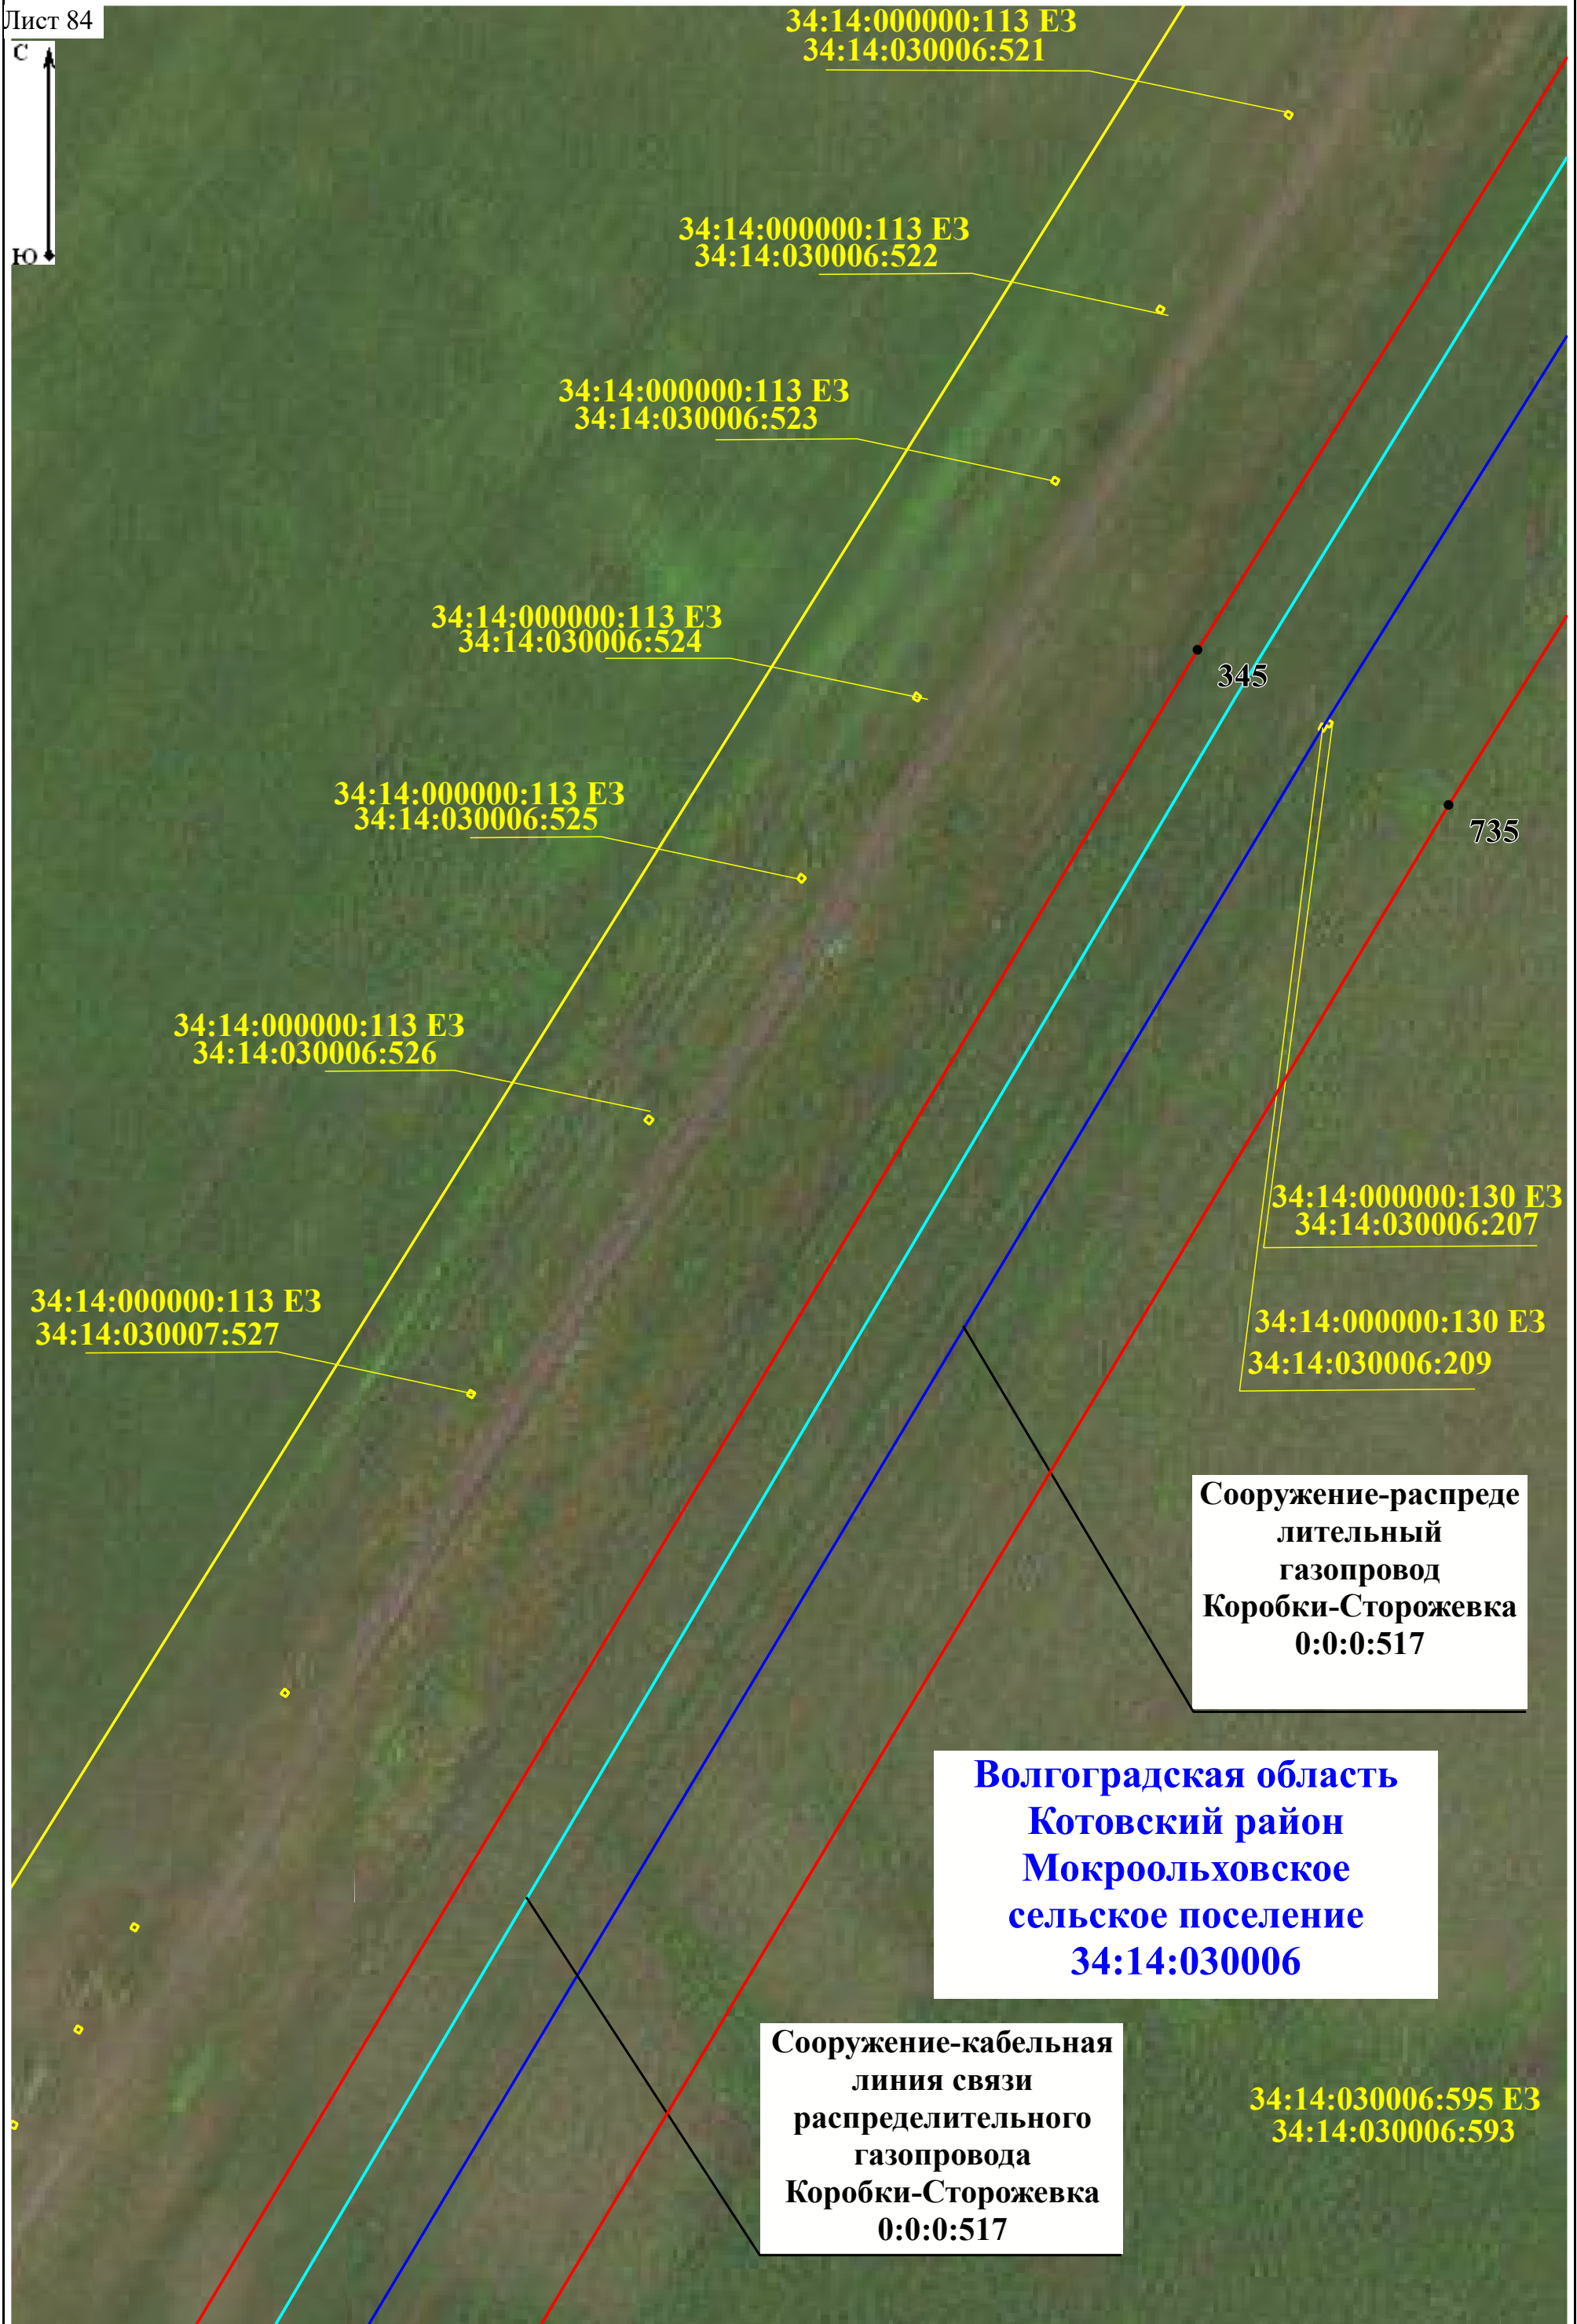 Лист 84
С
Ю
34:14:000000:113 ЕЗ
34:14:030006:521
34:14:000000:113 ЕЗ
34:14:030006:522
34:14:000000:113 ЕЗ
34:14:030006:523
34:14:000000:113 ЕЗ
34:14:030006:524
345
735
34:14:000000:113 ЕЗ
34:14:030006:525
34:14:000000:113 ЕЗ
34:14:030006:526
34:14:000000:130 ЕЗ
34:14:030006:207
34:14:000000:113 ЕЗ
34:14:030007:527
34:14:000000:130 ЕЗ
34:14:030006:209
Сооружение-распреде
лительный
газопровод
Коробки-Сторожевка
0:0:0:517
Волгоградская область
Котовский район
Мокроольховское
сельское поселение
34:14:030006
Сооружение-кабельная
линия связи
распределительного
газопровода
Коробки-Сторожевка
0:0:0:517
34:14:030006:595 ЕЗ
34:14:030006:593